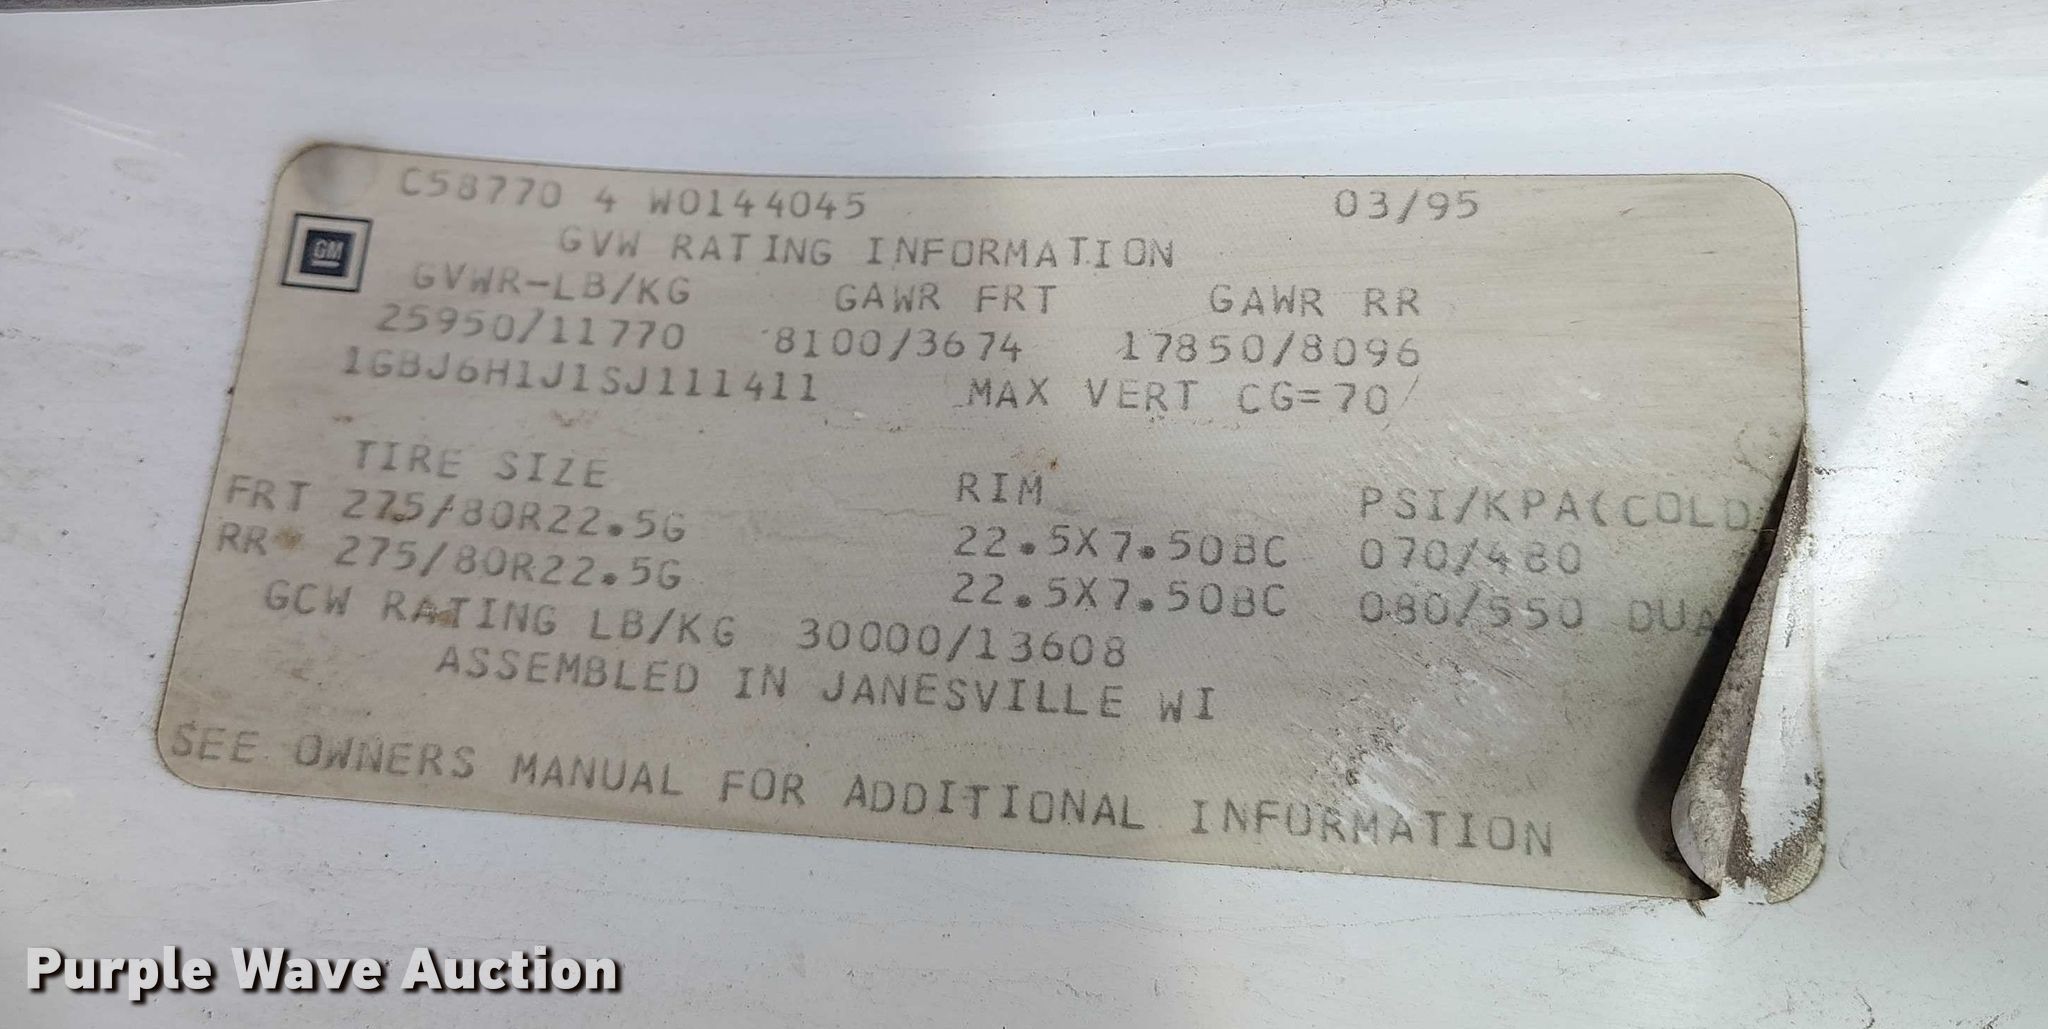 C58770 4 W0144045 03/95
GM
GVW RATING INFORMATION
GVWR-LB/KG GAWR FRT GAWR RR
25950/11770 8100/3674 17850/8096
1GBJ6H1J1SJ111411 MAX VERT CG=70
TIRE SIZE RIM PSI/KPA(COLD
FRT 275/80R22.5G 22.5X7.50BC 070/480
RR 275/80R22.5G 22.5X7.50BC 080/550 DUA
GCW RATING LB/KG 30000/13608
ASSEMBLED IN JANESVILLE WI
SEE OWNERS MANUAL FOR ADDITIONAL INFORMATION
Purple Wave Auction